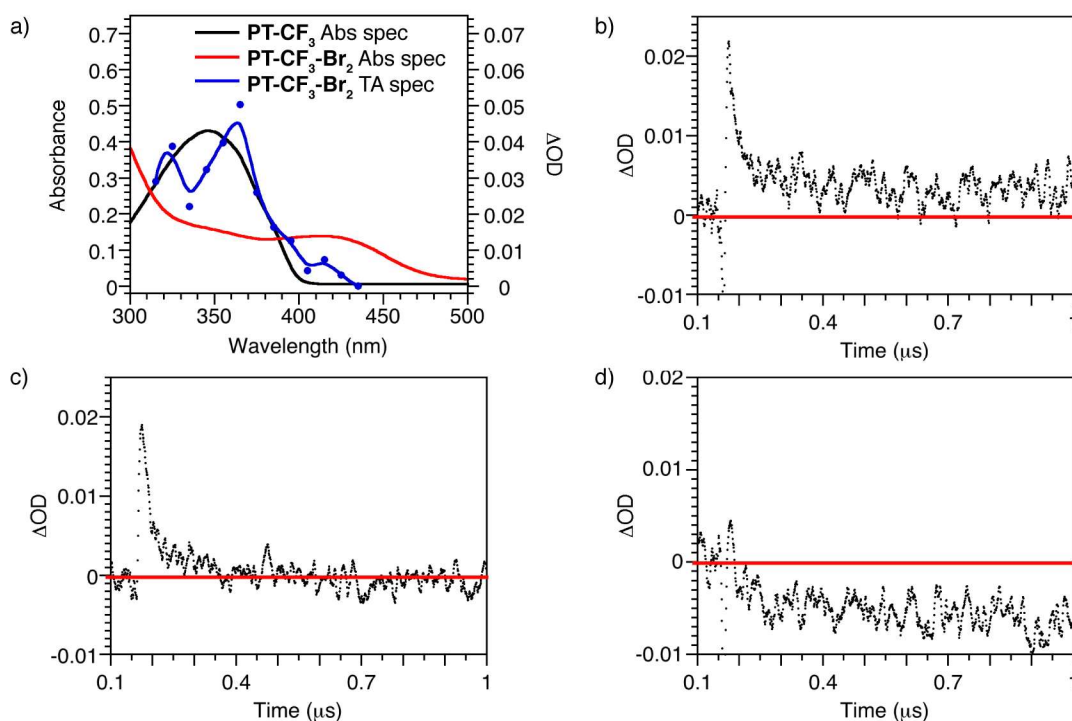 a)
0.7
0.6
0.5
0.4
0.3
0.2
0.1
0
Absorbance
PT-CF₃ Abs spec
PT-CF₃-Br₂ Abs spec
PT-CF₃-Br₂ TA spec
0.07
0.06
0.05
0.04
0.03
0.02
0.01
0
ΔOD
300 350 400 450 500
Wavelength (nm)
b)
0.02
0.01
0
-0.01
ΔOD
0.1 0.4 0.7 1
Time (μs)
c)
0.02
0.01
0
-0.01
ΔOD
0.1 0.4 0.7 1
Time (μs)
d)
0.02
0.01
0
-0.01
ΔOD
0.1 0.4 0.7 1
Time (μs)